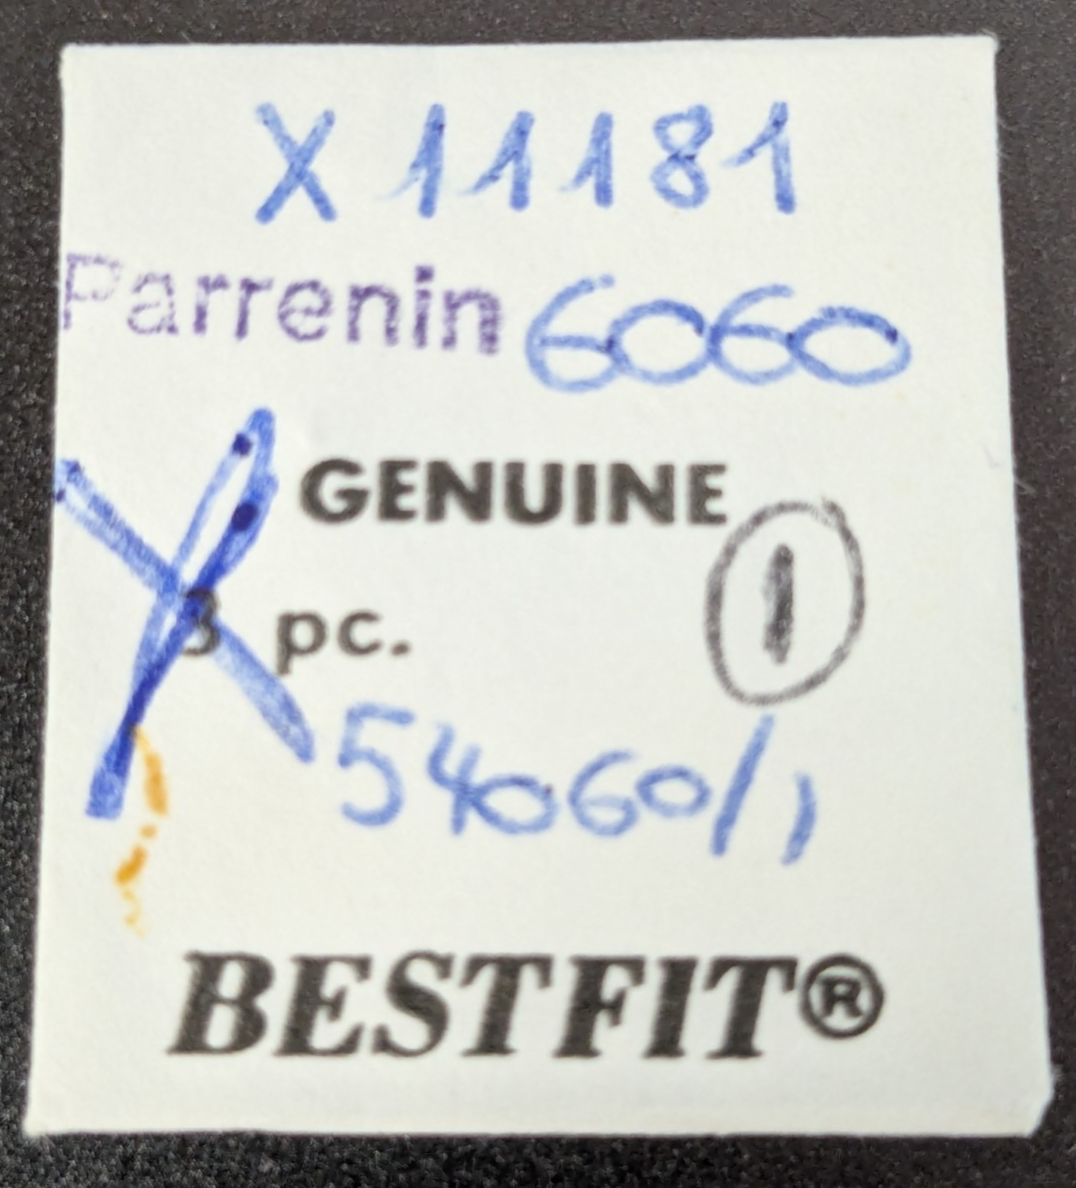 X 11181
Parrenin 6060
GENUINE
3 pc. 1
54060/1
BESTFIT®